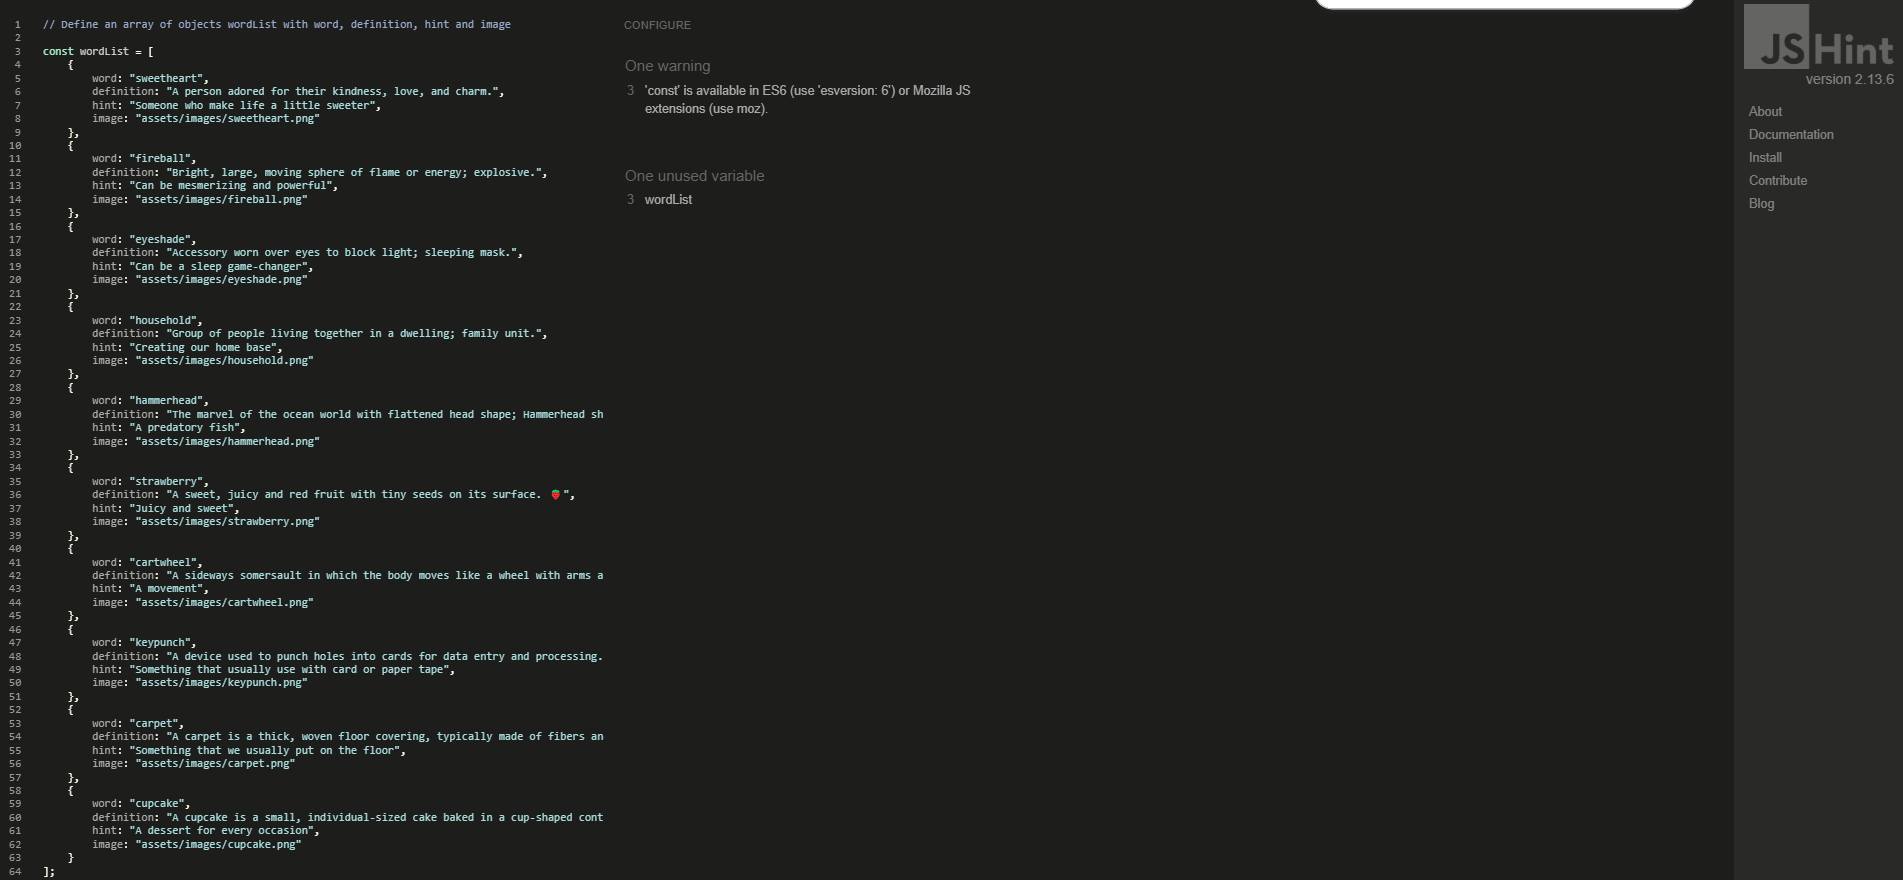 1 // Define an array of objects wordList with word, definition, hint and image
2
3 const wordList = [
4 {
5 word: "sweetheart",
6 definition: "A person adored for their kindness, love, and charm.",
7 hint: "Someone who make life a little sweeter",
8 image: "assets/images/sweetheart.png"
9 },
10 {
11 word: "fireball",
12 definition: "Bright, large, moving sphere of flame or energy; explosive.",
13 hint: "Can be mesmerizing and powerful",
14 image: "assets/images/fireball.png"
15 },
16 {
17 word: "eyeshade",
18 definition: "Accessory worn over eyes to block light; sleeping mask.",
19 hint: "Can be a sleep game-changer",
20 image: "assets/images/eyeshade.png"
21 },
22 {
23 word: "household",
24 definition: "Group of people living together in a dwelling; family unit.",
25 hint: "Creating our home base",
26 image: "assets/images/household.png"
27 },
28 {
29 word: "hammerhead",
30 definition: "The marvel of the ocean world with flattened head shape; Hammerhead sh
31 hint: "A predatory fish",
32 image: "assets/images/hammerhead.png"
33 },
34 {
35 word: "strawberry",
36 definition: "A sweet, juicy and red fruit with tiny seeds on its surface. 🍓",
37 hint: "Juicy and sweet",
38 image: "assets/images/strawberry.png"
39 },
40 {
41 word: "cartwheel",
42 definition: "A sideways somersault in which the body moves like a wheel with arms a
43 hint: "A movement",
44 image: "assets/images/cartwheel.png"
45 },
46 {
47 word: "keypunch",
48 definition: "A device used to punch holes into cards for data entry and processing.
49 hint: "Something that usually use with card or paper tape",
50 image: "assets/images/keypunch.png"
51 },
52 {
53 word: "carpet",
54 definition: "A carpet is a thick, woven floor covering, typically made of fibers an
55 hint: "Something that we usually put on the floor",
56 image: "assets/images/carpet.png"
57 },
58 {
59 word: "cupcake",
60 definition: "A cupcake is a small, individual-sized cake baked in a cup-shaped cont
61 hint: "A dessert for every occasion",
62 image: "assets/images/cupcake.png"
63 }
64 ];
CONFIGURE
One warning
3 'const' is available in ES6 (use 'esversion: 6') or Mozilla JS
extensions (use moz).
One unused variable
3 wordList
JSHint
version 2.13.6
About
Documentation
Install
Contribute
Blog